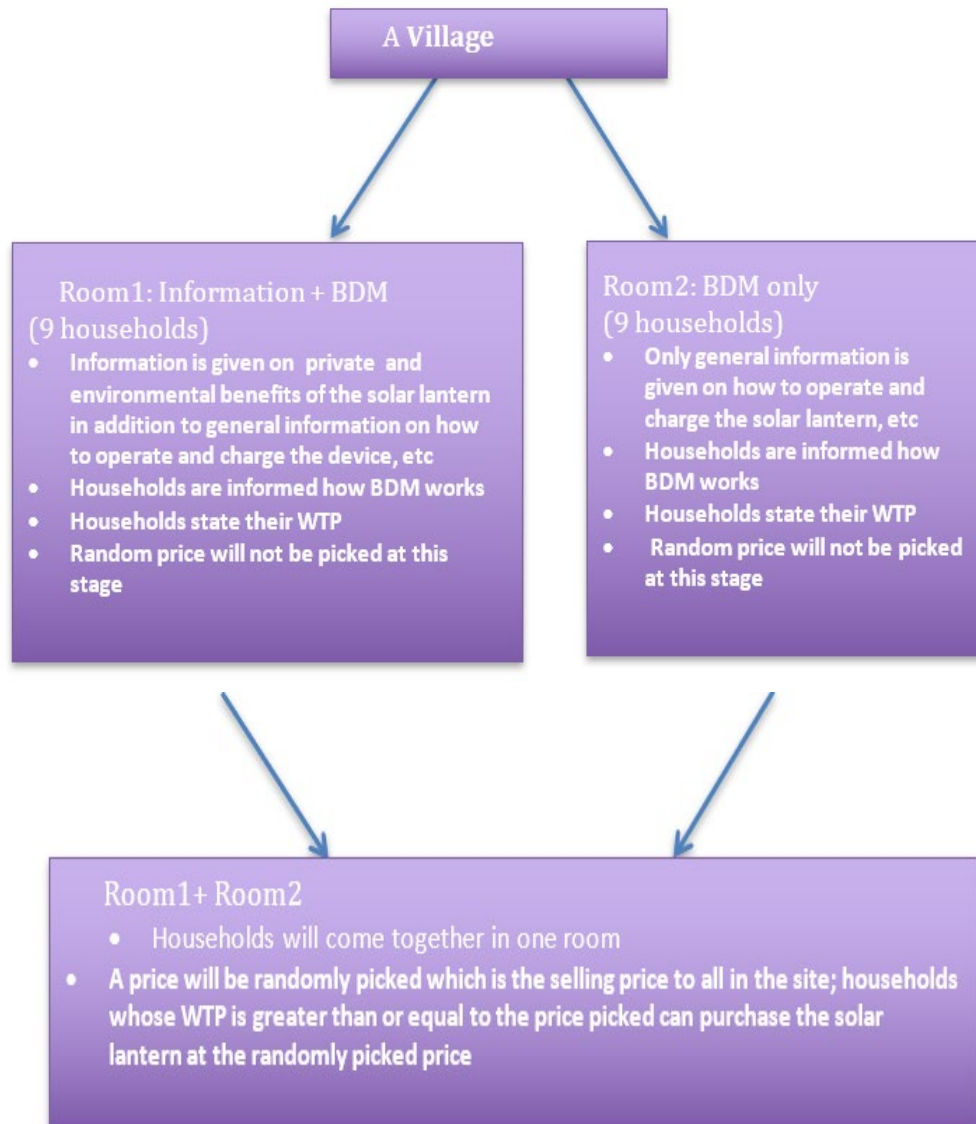 A Village
Room1: Information + BDM
(9 households)
• Information is given on private and
environmental benefits of the solar lantern
in addition to general information on how
to operate and charge the device, etc
• Households are informed how BDM works
• Households state their WTP
• Random price will not be picked at this
stage
Room2: BDM only
(9 households)
• Only general information is
given on how to operate and
charge the solar lantern, etc
• Households are informed how
BDM works
• Households state their WTP
• Random price will not be picked
at this stage
Room1+ Room2
• Households will come together in one room
• A price will be randomly picked which is the selling price to all in the site; households
whose WTP is greater than or equal to the price picked can purchase the solar
lantern at the randomly picked price